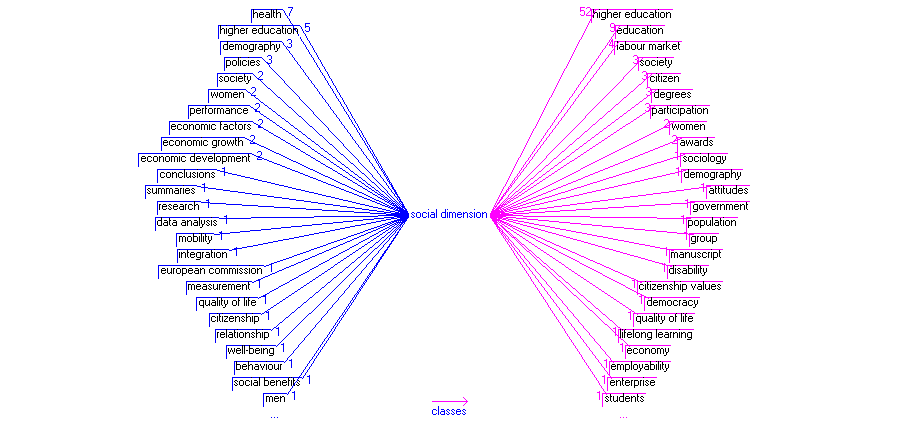 health 7
higher education 5
demography 3
policies 3
society 2
women 2
performance 2
economic factors 2
economic growth 2
economic development 2
conclusions 1
summaries 1
research 1
data analysis 1
mobility 1
integration 1
european commission 1
measurement 1
quality of life 1
citizenship 1
relationship 1
well-being 1
behaviour 1
social benefits 1
men 1
...
social dimension
classes
52 higher education
9 education
4 labour market
3 society
3 citizen
3 degrees
3 participation
2 women
2 awards
1 sociology
1 demography
1 attitudes
1 government
1 population
1 group
1 manuscript
1 disability
1 citizenship values
1 democracy
1 quality of life
1 lifelong learning
1 economy
1 employability
1 enterprise
1 students
...